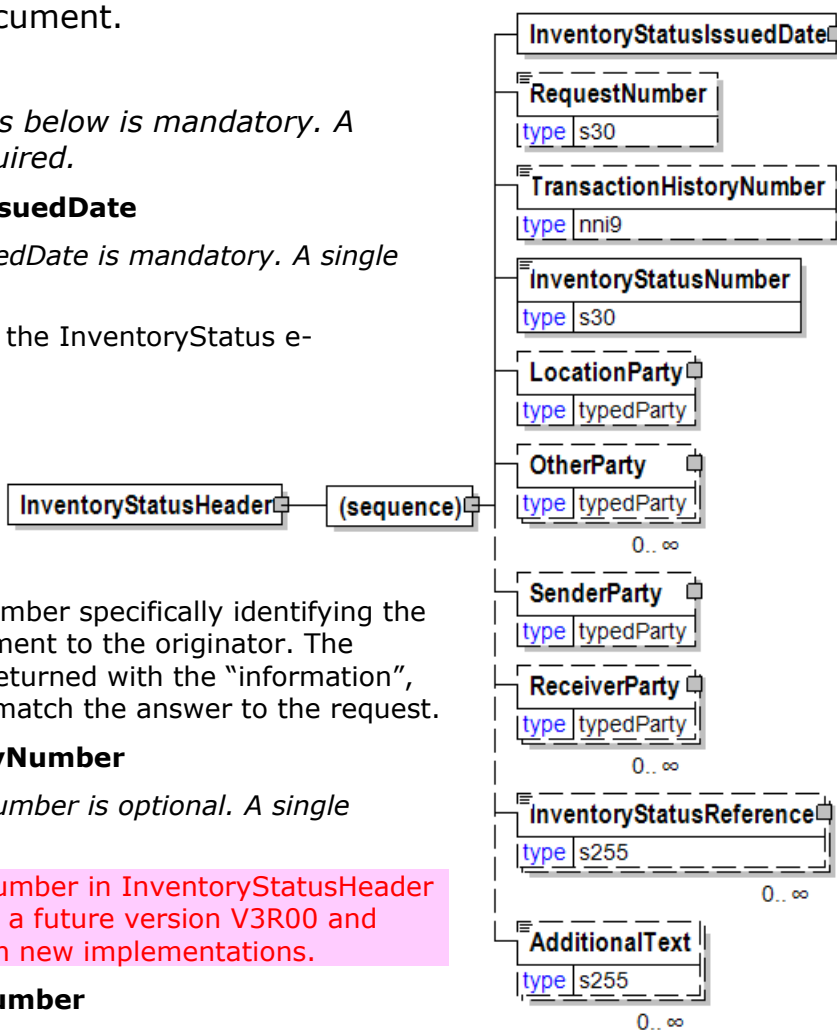 cument.
s below is mandatory. A
uired.
ssuedDate
edDate is mandatory. A single
the InventoryStatus e-
mber specifically identifying the
ment to the originator. The
eturned with the “information”,
match the answer to the request.
yNumber
umber is optional. A single
umber in InventoryStatusHeader
a future version V3R00 and
n new implementations.
umber
InventoryStatusHeader
(sequence)
InventoryStatusIssuedDate
RequestNumber
type s30
TransactionHistoryNumber
type nni9
InventoryStatusNumber
type s30
LocationParty
type typedParty
OtherParty
type typedParty
0.. ∞
SenderParty
type typedParty
ReceiverParty
type typedParty
0.. ∞
InventoryStatusReference
type s255
0.. ∞
AdditionalText
type s255
0.. ∞